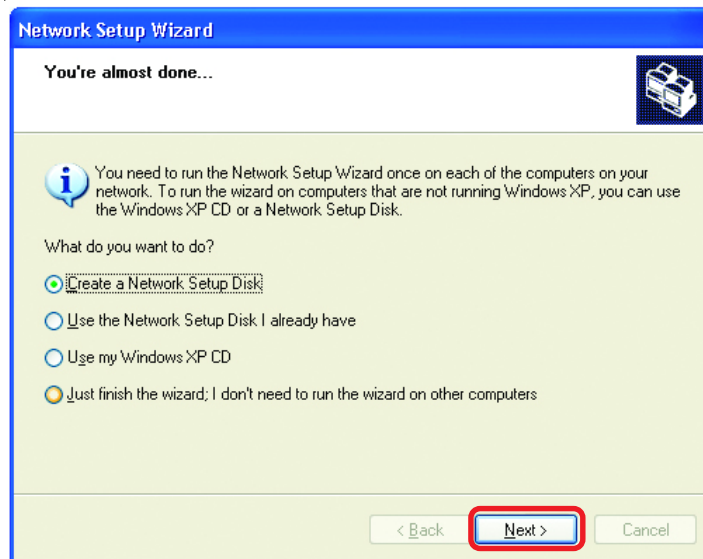 Network Setup Wizard
You're almost done...
You need to run the Network Setup Wizard once on each of the computers on your
network. To run the wizard on computers that are not running Windows XP, you can use
the Windows XP CD or a Network Setup Disk.
What do you want to do?
Create a Network Setup Disk
Use the Network Setup Disk I already have
Use my Windows XP CD
Just finish the wizard; I don't need to run the wizard on other computers
< Back Next > Cancel